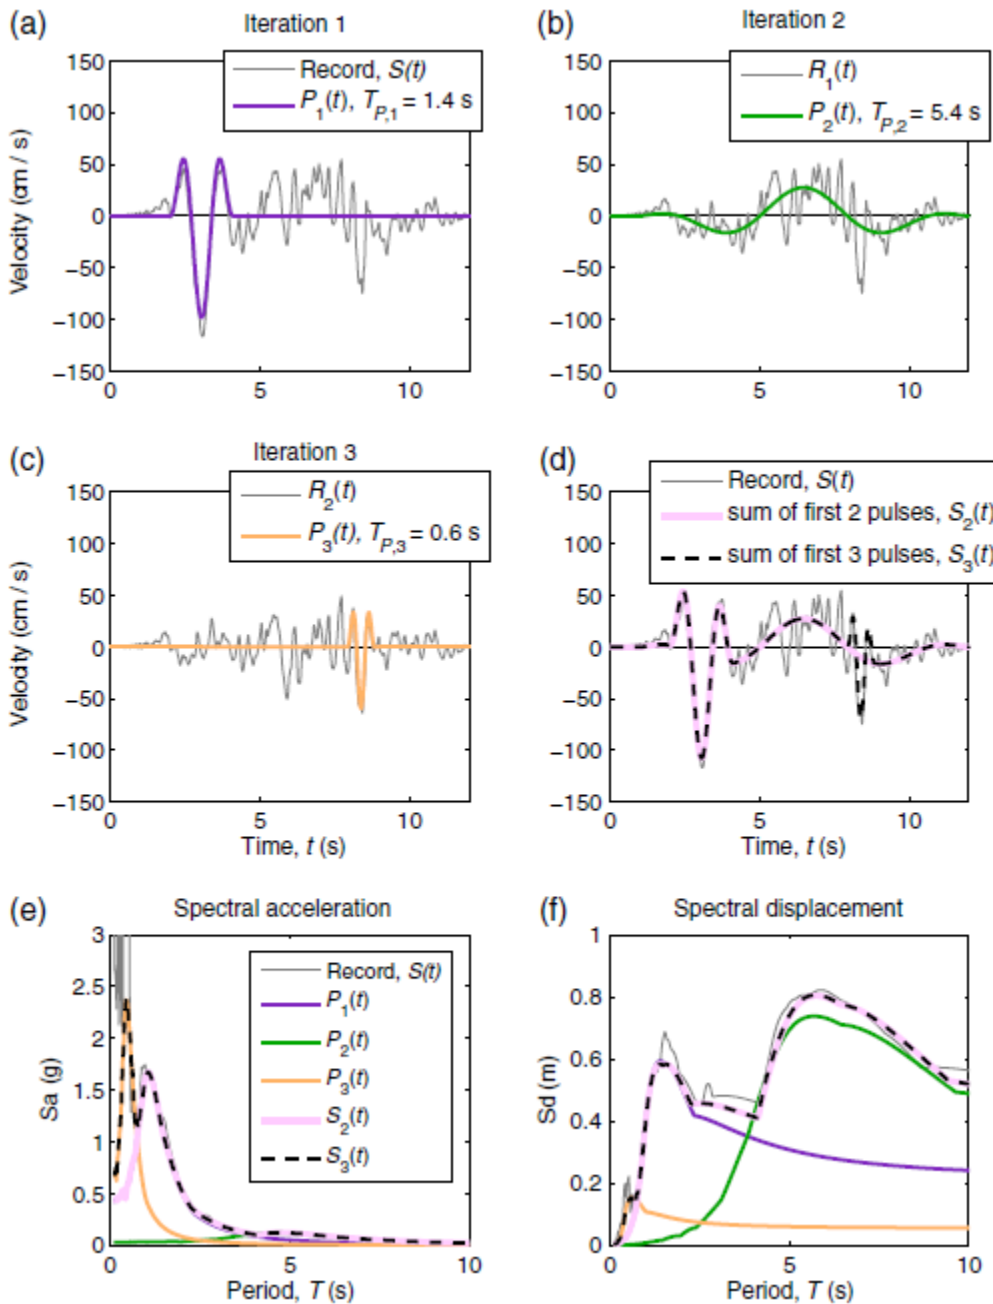 (a)
Iteration 1
Record, S(t)
P1(t), TP,1 = 1.4 s
150
100
50
0
−50
−100
−150
Velocity (cm / s)
0 5 10
(b)
Iteration 2
R1(t)
P2(t), TP,2 = 5.4 s
150
100
50
0
−50
−100
−150
0 5 10
(c)
Iteration 3
R2(t)
P3(t), TP,3 = 0.6 s
150
100
50
0
−50
−100
−150
Velocity (cm / s)
0 5 10
Time, t (s)
(d)
Record, S(t)
sum of first 2 pulses, S2(t)
sum of first 3 pulses, S3(t)
150
100
50
0
−50
−100
−150
0 5 10
Time, t (s)
(e)
Spectral acceleration
Record, S(t)
P1(t)
P2(t)
P3(t)
S2(t)
S3(t)
3
2.5
2
1.5
1
0.5
0
Sa (g)
0 5 10
Period, T (s)
(f)
Spectral displacement
1
0.8
0.6
0.4
0.2
0
Sd (m)
0 5 10
Period, T (s)